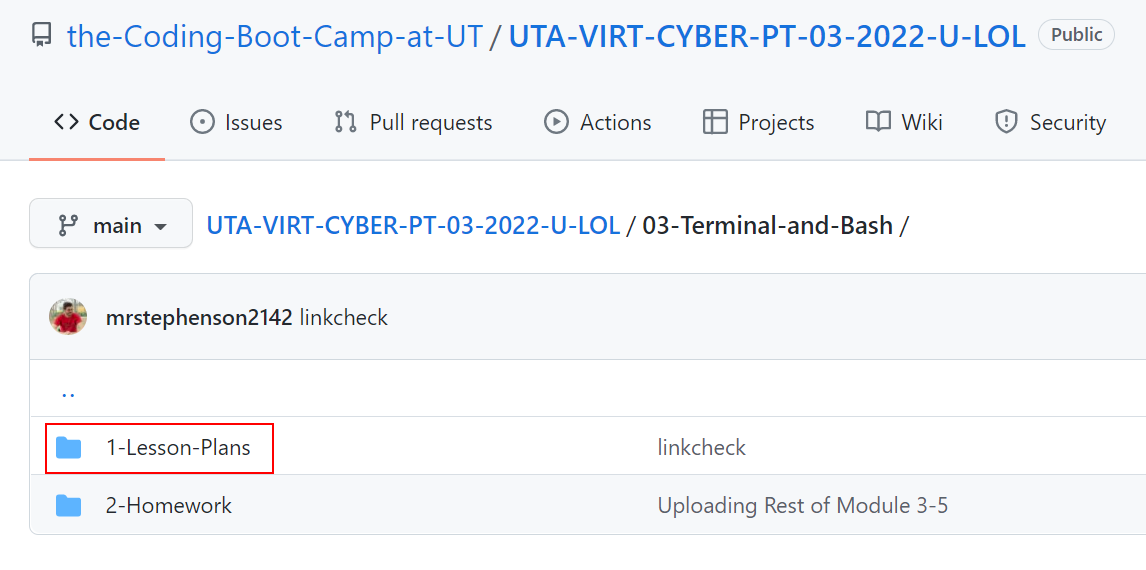 the-Coding-Boot-Camp-at-UT / UTA-VIRT-CYBER-PT-03-2022-U-LOL Public
Code Issues Pull requests Actions Projects Wiki Security
main UTA-VIRT-CYBER-PT-03-2022-U-LOL / 03-Terminal-and-Bash /
mrstephenson2142 linkcheck
..
1-Lesson-Plans linkcheck
2-Homework Uploading Rest of Module 3-5